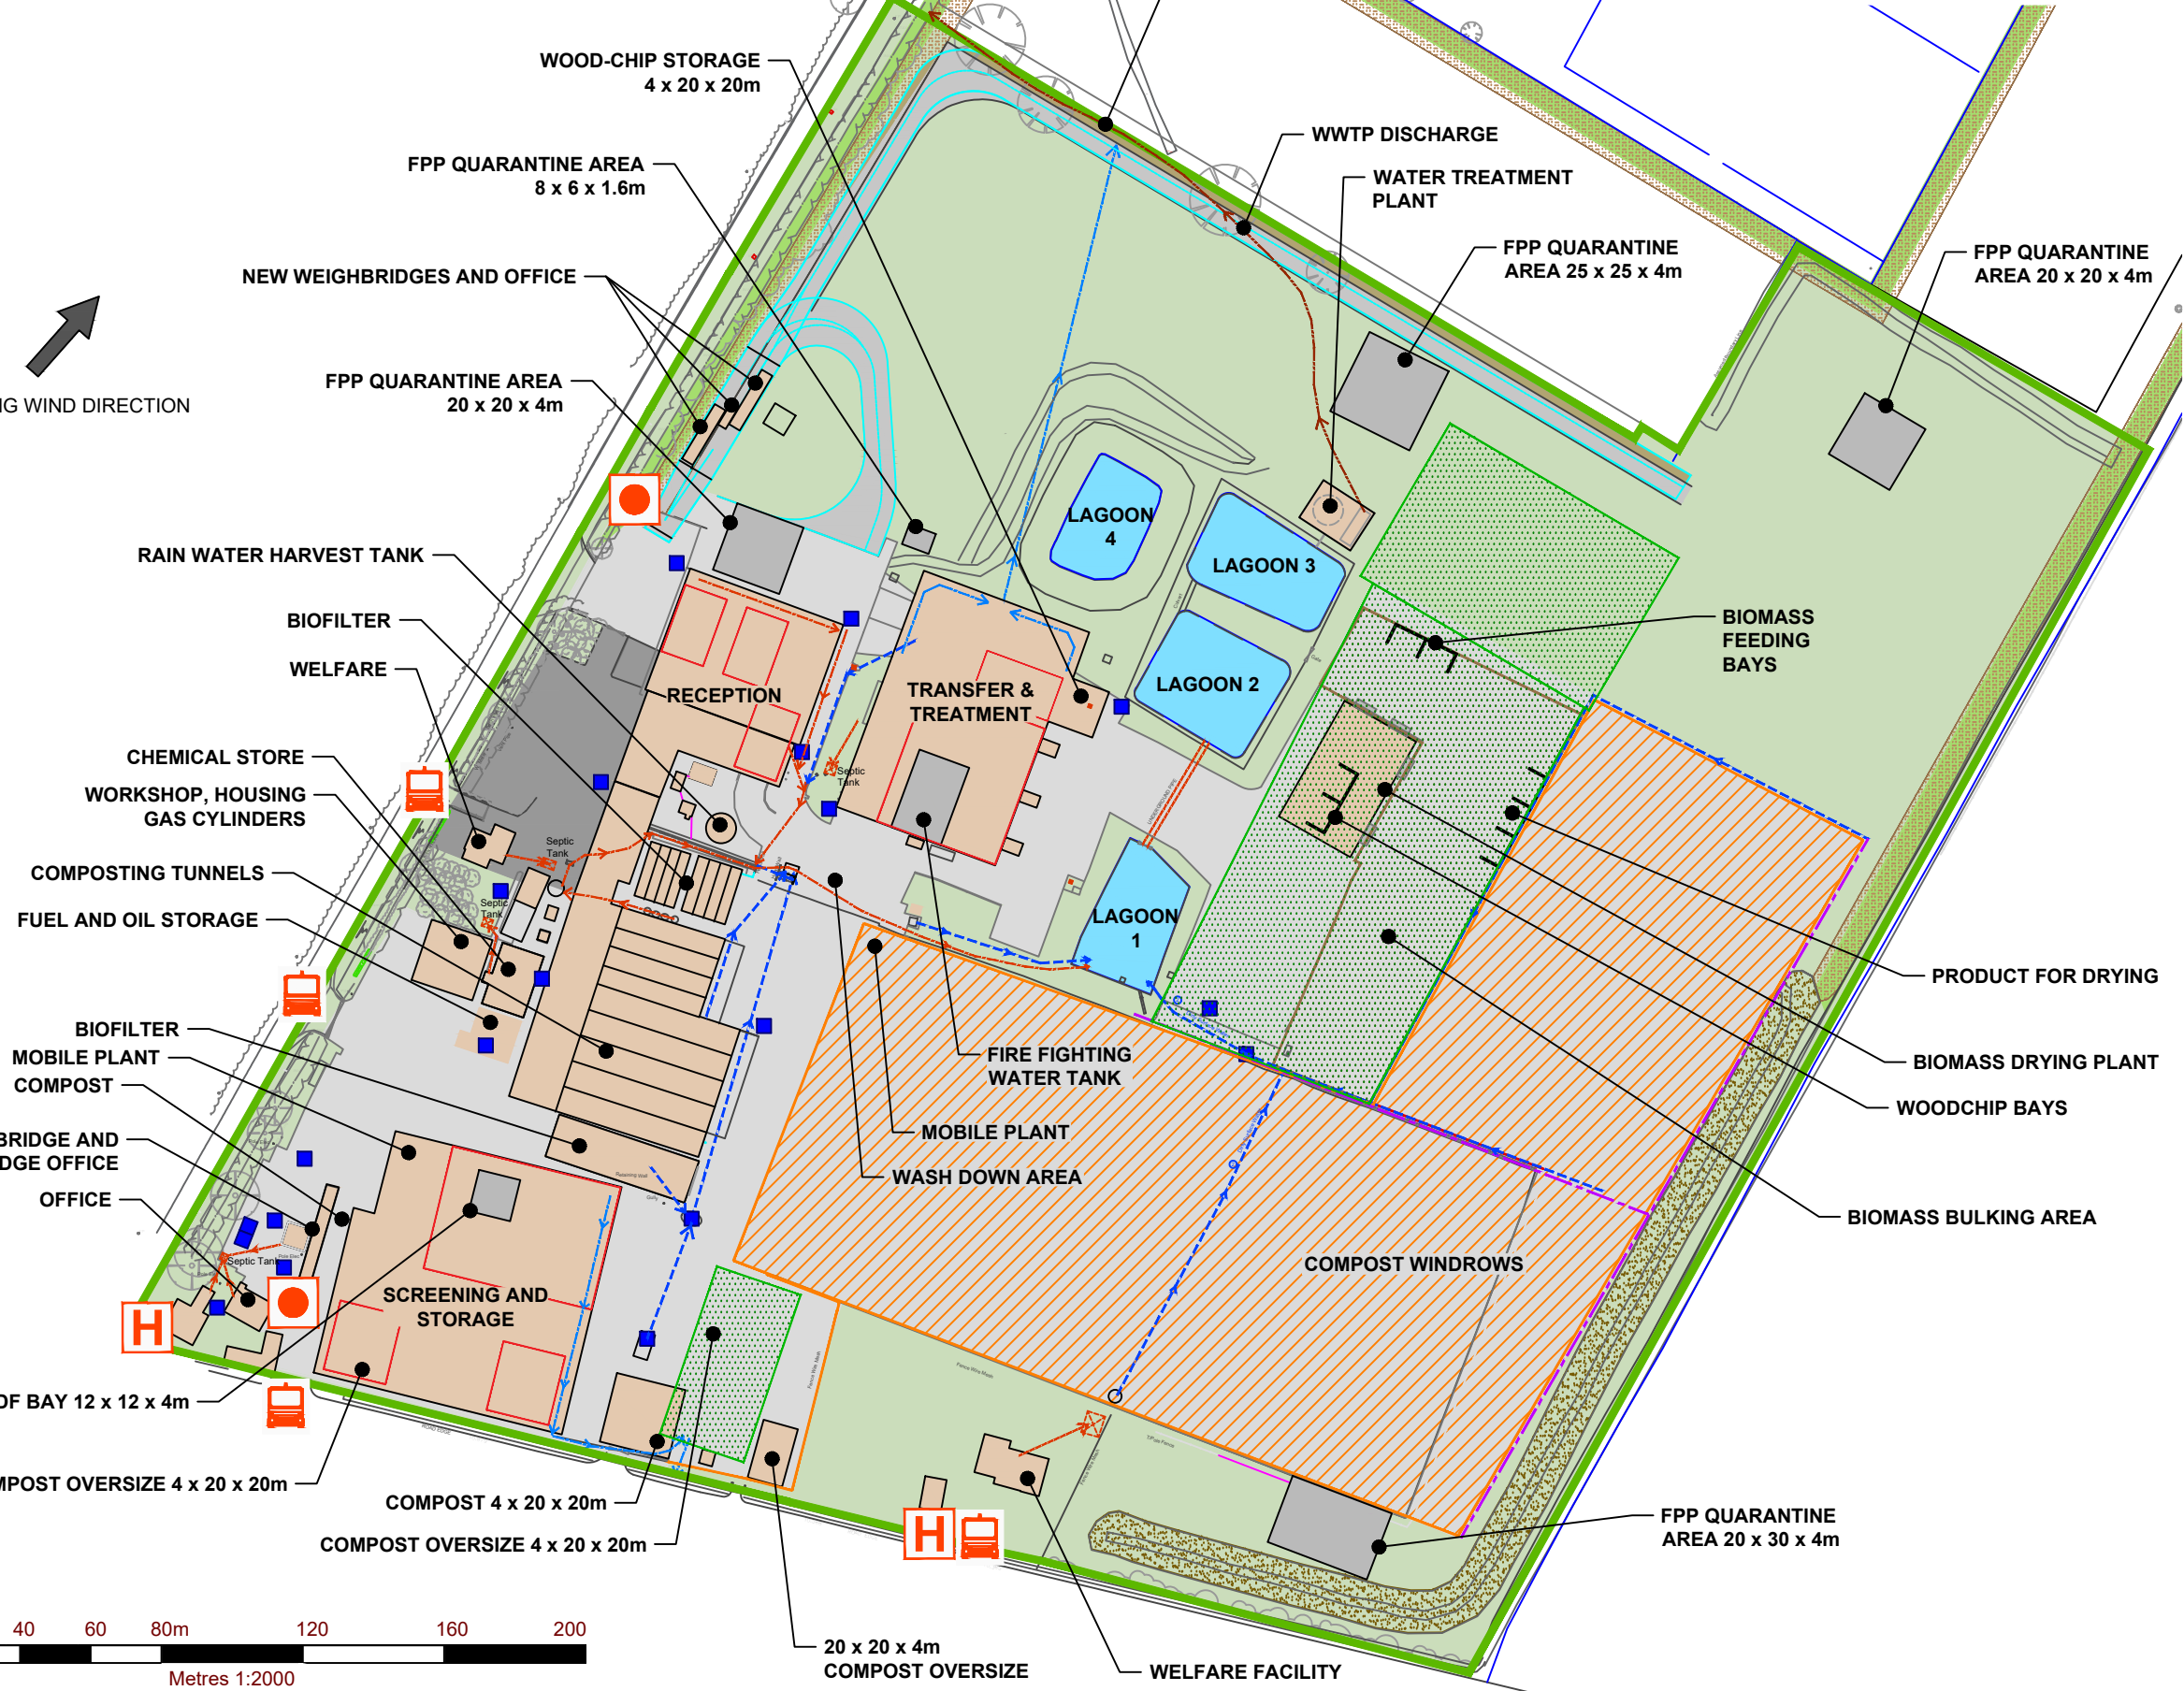 WOOD-CHIP STORAGE
4 x 20 x 20m
WWTP DISCHARGE
FPP QUARANTINE AREA
8 x 6 x 1.6m
WATER TREATMENT
PLANT
FPP QUARANTINE
AREA 25 x 25 x 4m
FPP QUARANTINE
AREA 20 x 20 x 4m
NEW WEIGHBRIDGES AND OFFICE
FPP QUARANTINE AREA
20 x 20 x 4m
NG WIND DIRECTION
LAGOON
4
LAGOON 3
RAIN WATER HARVEST TANK
BIOFILTER
WELFARE
BIOMASS
FEEDING
BAYS
RECEPTION
TRANSFER &
TREATMENT
LAGOON 2
CHEMICAL STORE
WORKSHOP, HOUSING
GAS CYLINDERS
Septic
Tank
Septic
Tank
COMPOSTING TUNNELS
FUEL AND OIL STORAGE
Septic
Tank
LAGOON
1
PRODUCT FOR DRYING
BIOFILTER
MOBILE PLANT
COMPOST
FIRE FIGHTING
WATER TANK
BIOMASS DRYING PLANT
WOODCHIP BAYS
BRIDGE AND
DGE OFFICE
MOBILE PLANT
WASH DOWN AREA
OFFICE
BIOMASS BULKING AREA
Septic Tank
COMPOST WINDROWS
SCREENING AND
STORAGE
H
OF BAY 12 x 12 x 4m
MPOST OVERSIZE 4 x 20 x 20m
COMPOST 4 x 20 x 20m
COMPOST OVERSIZE 4 x 20 x 20m
H
FPP QUARANTINE
AREA 20 x 30 x 4m
40 60 80m 120 160 200
Metres 1:2000
20 x 20 x 4m
COMPOST OVERSIZE
WELFARE FACILITY